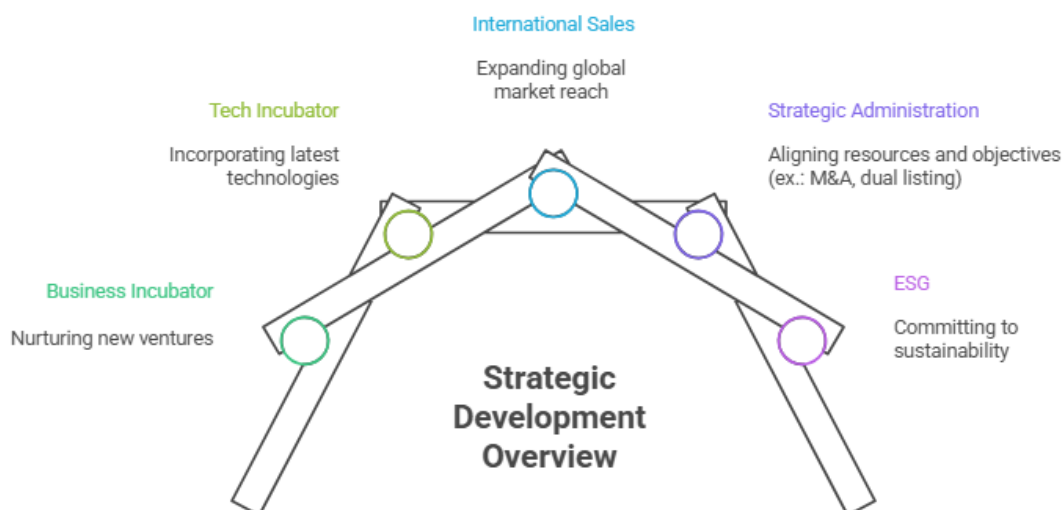 International Sales
Expanding global
market reach
Tech Incubator
Incorporating latest
technologies
Strategic Administration
Aligning resources and objectives
(ex.: M&A, dual listing)
Business Incubator
Nurturing new ventures
ESG
Committing to
sustainability
Strategic
Development
Overview